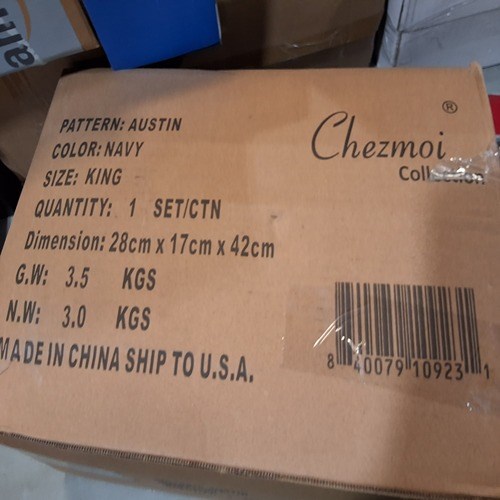 PATTERN: AUSTIN
COLOR: NAVY
SIZE: KING
QUANTITY: 1 SET/CTN
Dimension: 28cm x 17cm x 42cm
G.W: 3.5 KGS
N.W: 3.0 KGS
MADE IN CHINA SHIP TO U.S.A.
Chezmoi ®
Collection
8 40079 10923 1